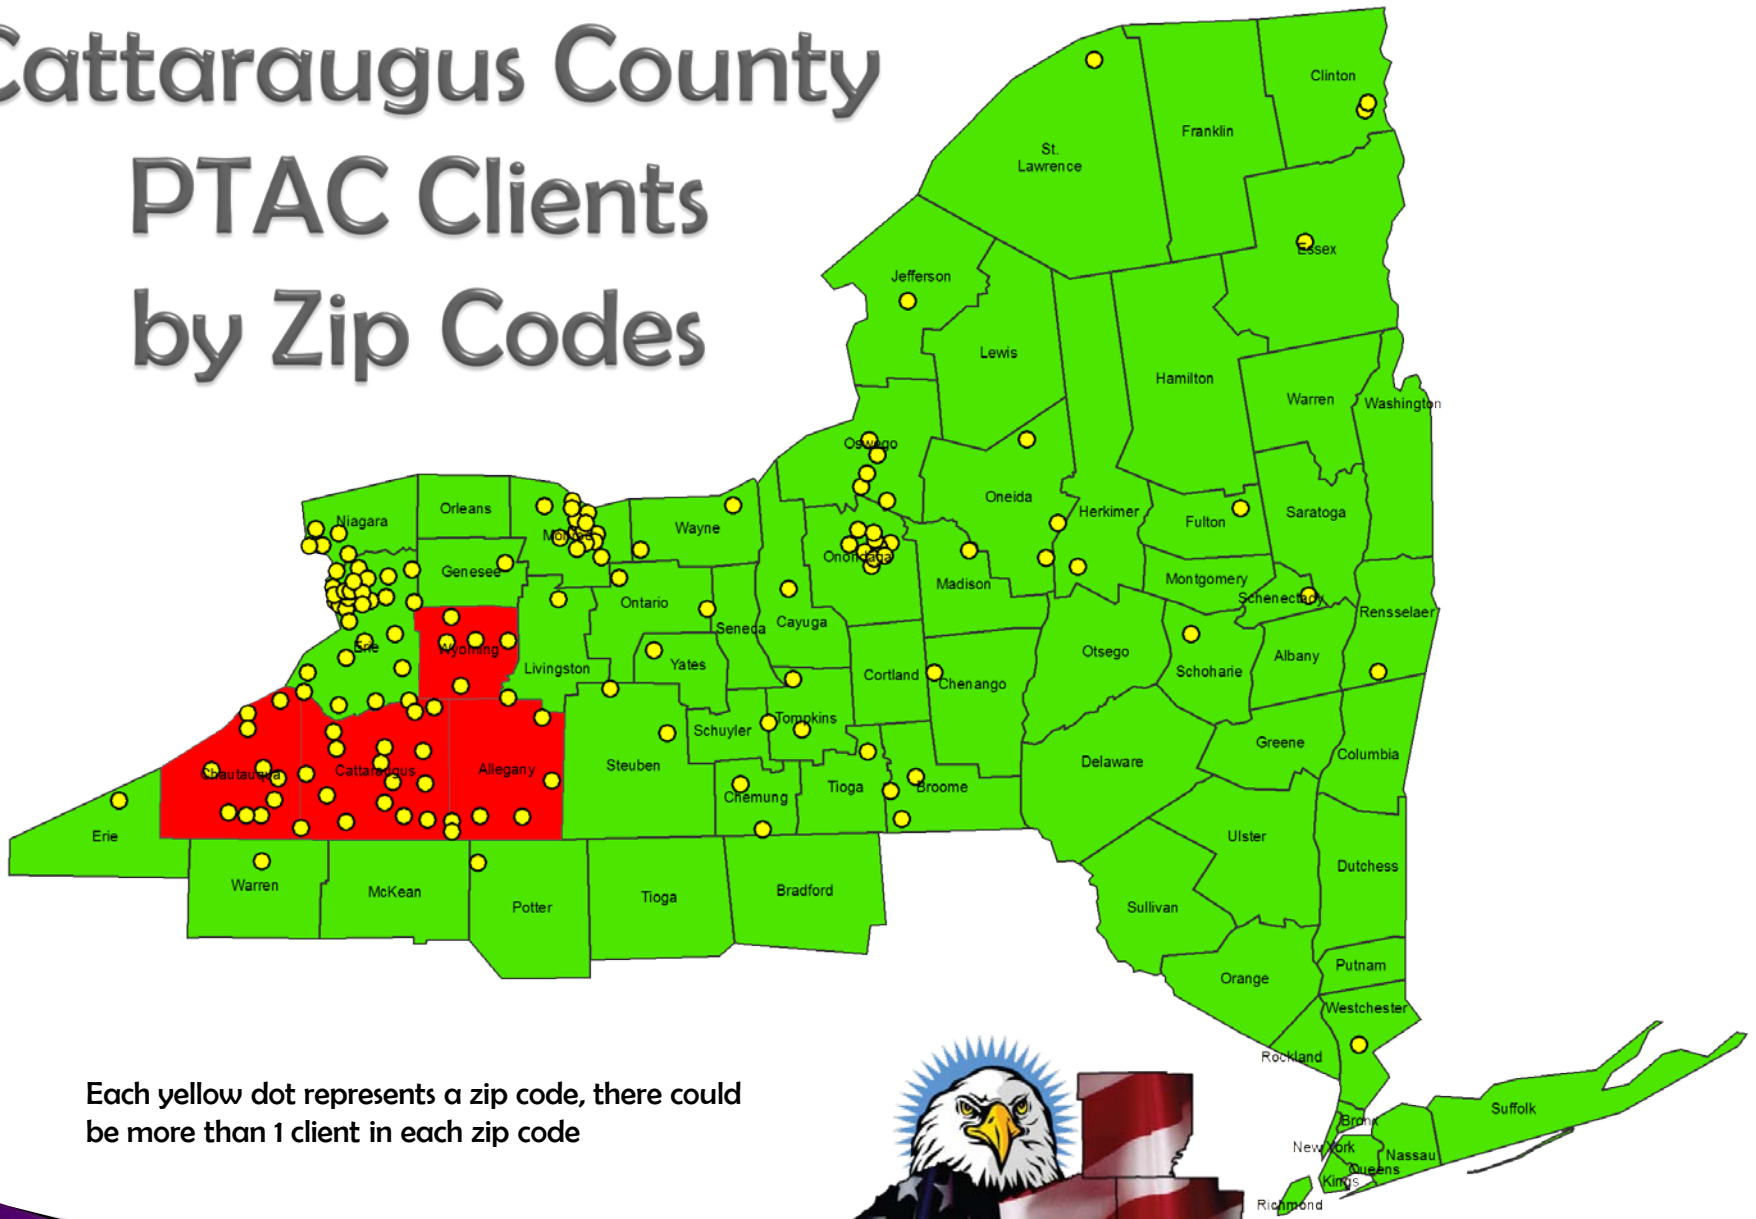 Cattaraugus County
PTAC Clients
by Zip Codes
Clinton
Franklin
St.
Lawrence
Essex
Jefferson
Lewis
Hamilton
Warren
Washington
Oswego
Oneida
Herkimer
Fulton
Saratoga
Niagara
Orleans
Monroe
Wayne
Onondaga
Madison
Montgomery
Schenectady
Rensselaer
Genesee
Ontario
Seneca
Cayuga
Erie
Wyoming
Livingston
Yates
Cortland
Chenango
Otsego
Schoharie
Albany
Chautauqua
Cattaraugus
Allegany
Steuben
Schuyler
Tompkins
Chemung
Tioga
Broome
Delaware
Greene
Columbia
Erie
Warren
McKean
Potter
Tioga
Bradford
Ulster
Dutchess
Sullivan
Orange
Putnam
Westchester
Rockland
Bronx
New York
Queens
Nassau
Suffolk
Kings
Richmond
Each yellow dot represents a zip code, there could
be more than 1 client in each zip code